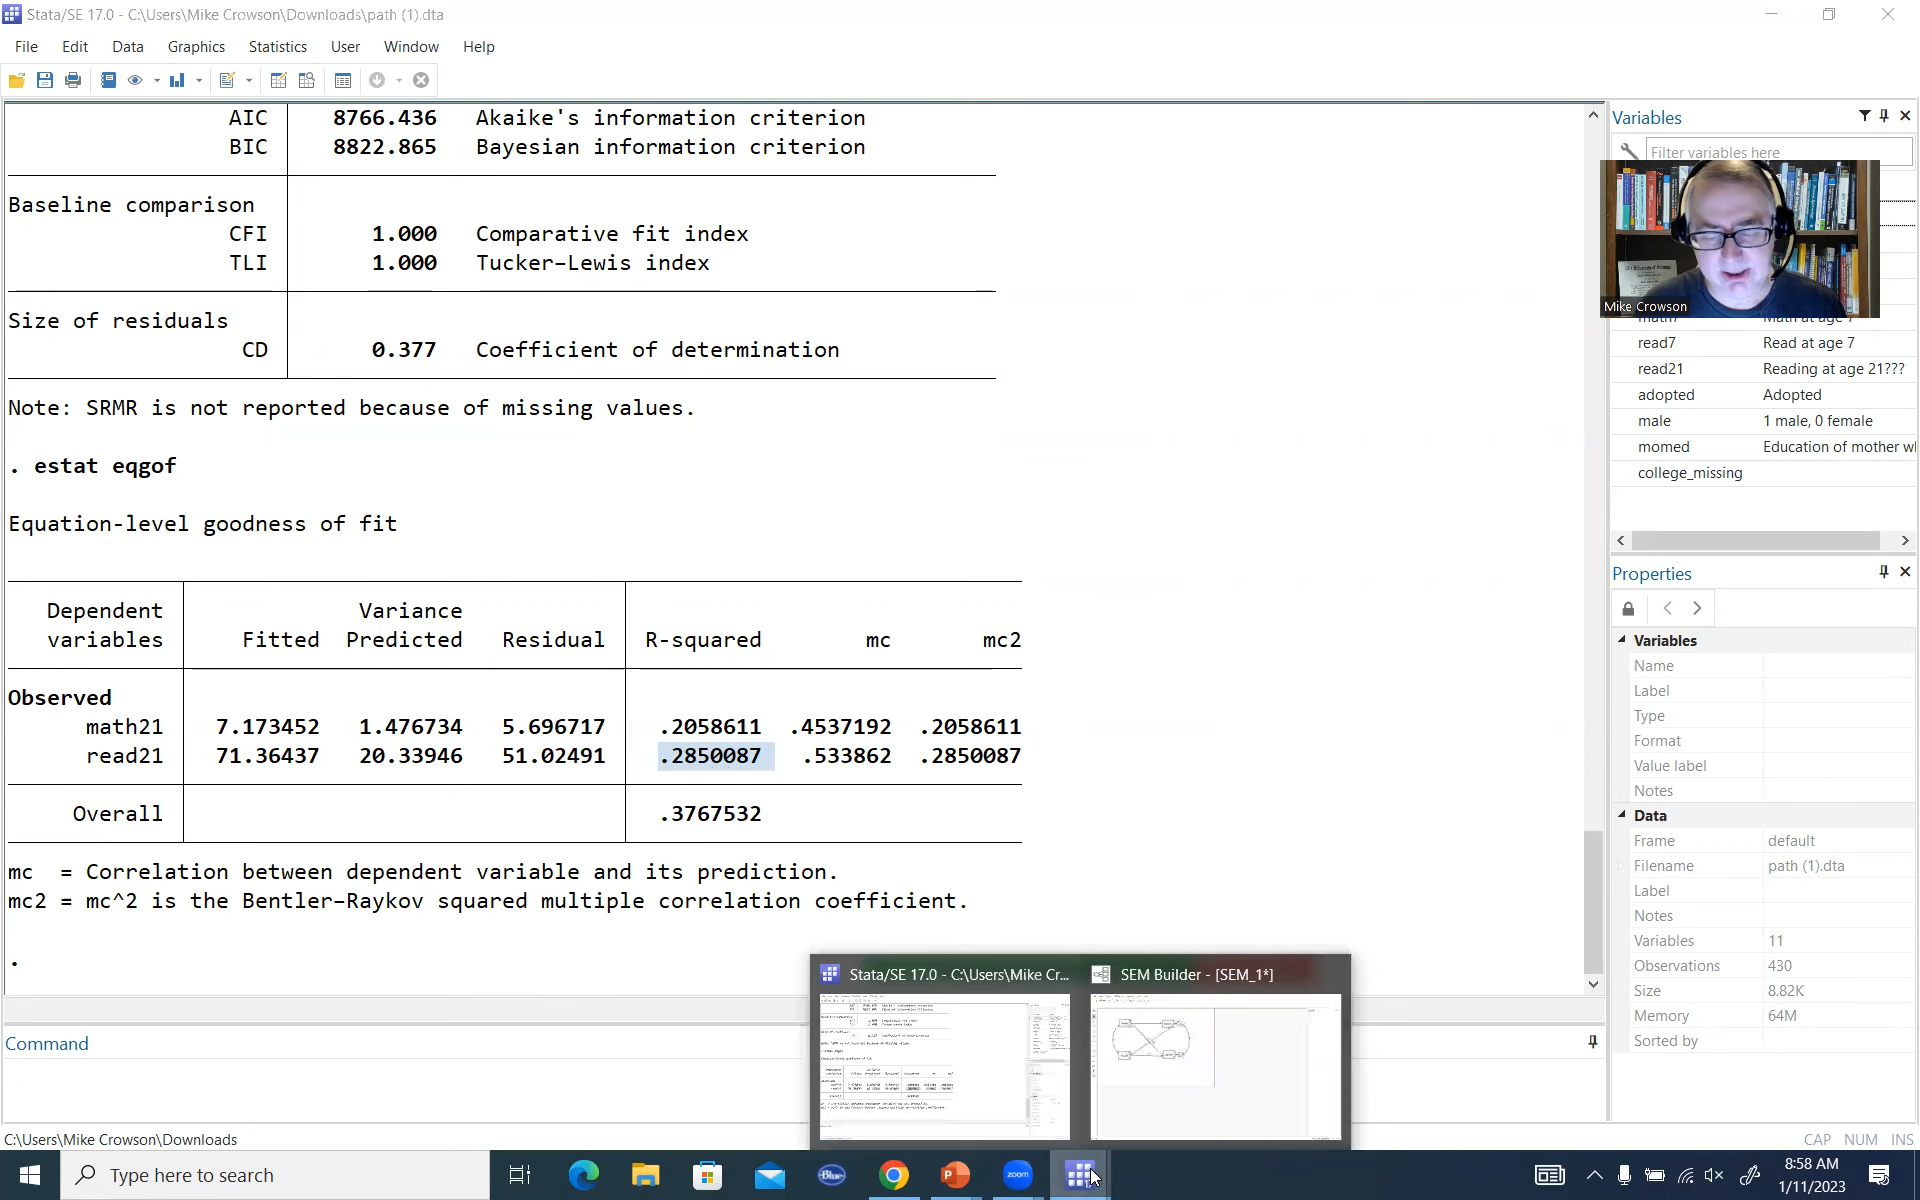 Stata/SE 17.0 - C:\Users\Mike Crowson\Downloads\path (1).dta
File Edit Data Graphics Statistics User Window Help
AIC 8766.436 Akaike's information criterion
BIC 8822.865 Bayesian information criterion
Baseline comparison
CFI 1.000 Comparative fit index
TLI 1.000 Tucker–Lewis index
Size of residuals
CD 0.377 Coefficient of determination
Note: SRMR is not reported because of missing values.
. estat eqgof
Equation-level goodness of fit
Dependent Variance
variables Fitted Predicted Residual R-squared mc mc2
Observed
math21 7.173452 1.476734 5.696717 .2058611 .4537192 .2058611
read21 71.36437 20.33946 51.02491 .2850087 .533862 .2850087
Overall .3767532
mc = Correlation between dependent variable and its prediction.
mc2 = mc^2 is the Bentler–Raykov squared multiple correlation coefficient.
.
Variables
Filter variables here
Mike Crowson
read7 Read at age 7
read21 Reading at age 21???
adopted Adopted
male 1 male, 0 female
momed Education of mother w
college_missing
Properties
Variables
Name
Label
Type
Format
Value label
Notes
Data
Frame default
Filename path (1).dta
Label
Notes
Variables 11
Observations 430
Size 8.82K
Memory 64M
Sorted by
Stata/SE 17.0 - C:\Users\Mike Cr... SEM Builder - [SEM_1*]
Command
C:\Users\Mike Crowson\Downloads
CAP NUM INS
Type here to search
Blue
zoom
8:58 AM
1/11/2023